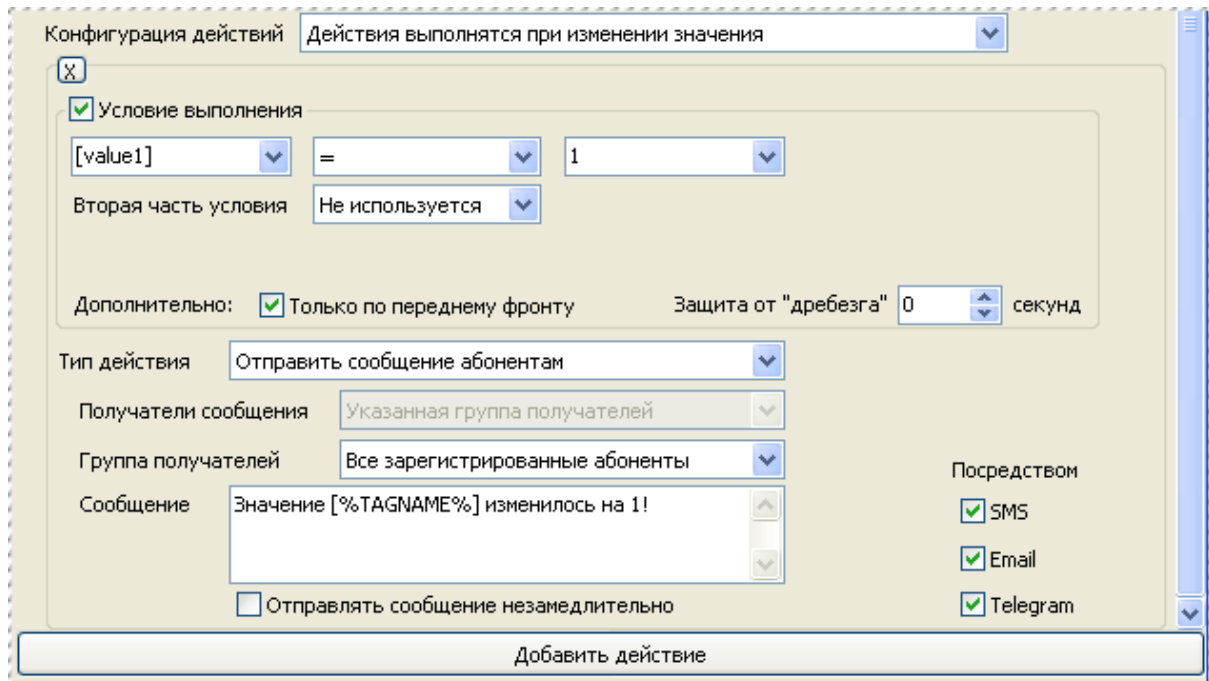 Конфигурация действий Действия выполнятся при изменении значения
X
Условие выполнения
[value1] = 1
Вторая часть условия Не используется
Дополнительно: Только по переднему фронту Защита от "дребезга" 0 секунд
Тип действия Отправить сообщение абонентам
Получатели сообщения Указанная группа получателей
Группа получателей Все зарегистрированные абоненты
Посредством
Сообщение Значение [%TAGNAME%] изменилось на 1!
SMS
Email
Отправлять сообщение незамедлительно Telegram
Добавить действие